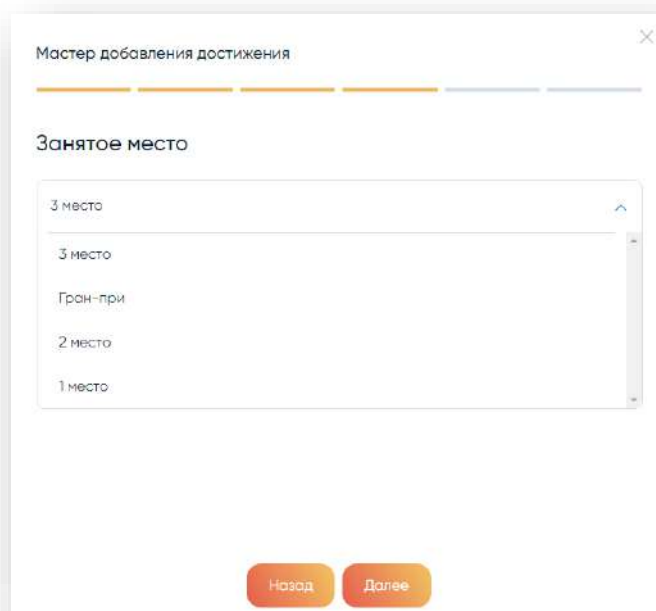 Мастер добавления достижения
Занятое место
3 место
3 место
Гран-при
2 место
1 место
Назад
Далее